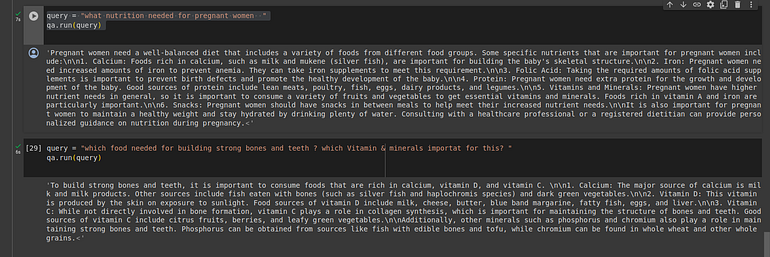 7s
query = "what nutrition needed for pregnant women  "
qa.run(query)
'Pregnant women need a well-balanced diet that includes a variety of foods from different food groups. Some specific nutrients that are important for pregnant women incl
ude:\n\n1. Calcium: Foods rich in calcium, such as milk and mukene (silver fish), are important for building the baby's skeletal structure.\n\n2. Iron: Pregnant women ne
ed increased amounts of iron to prevent anemia. They can take iron supplements to meet this requirement.\n\n3. Folic Acid: Taking the required amounts of folic acid supp
lements is important to prevent birth defects and promote the healthy development of the baby.\n\n4. Protein: Pregnant women need extra protein for the growth and develo
pment of the baby. Good sources of protein include lean meats, poultry, fish, eggs, dairy products, and legumes.\n\n5. Vitamins and Minerals: Pregnant women have higher
nutrient needs in general, so it is important to consume a variety of fruits and vegetables to get essential vitamins and minerals. Foods rich in vitamin A and iron are
particularly important.\n\n6. Snacks: Pregnant women should have snacks in between meals to help meet their increased nutrient needs.\n\nIt is also important for pregnan
t women to maintain a healthy weight and stay hydrated by drinking plenty of water. Consulting with a healthcare professional or a registered dietitian can provide perso
nalized guidance on nutrition during pregnancy.<'
[29] query = "which food needed for building strong bones and teeth ? which Vitamin & minerals importat for this? "
6s
qa.run(query)
'To build strong bones and teeth, it is important to consume foods that are rich in calcium, vitamin D, and vitamin C. \n\n1. Calcium: The major source of calcium is mil
k and milk products. Other sources include fish eaten with bones (such as silver fish and haplochromis species) and dark green vegetables.\n\n2. Vitamin D: This vitamin
is produced by the skin on exposure to sunlight. Food sources of vitamin D include milk, cheese, butter, blue band margarine, fatty fish, eggs, and liver.\n\n3. Vitamin
C: While not directly involved in bone formation, vitamin C plays a role in collagen synthesis, which is important for maintaining the structure of bones and teeth. Good
sources of vitamin C include citrus fruits, berries, and leafy green vegetables.\n\nAdditionally, other minerals such as phosphorus and chromium also play a role in main
taining strong bones and teeth. Phosphorus can be obtained from sources like fish with edible bones and tofu, while chromium can be found in whole wheat and other whole
grains.<'